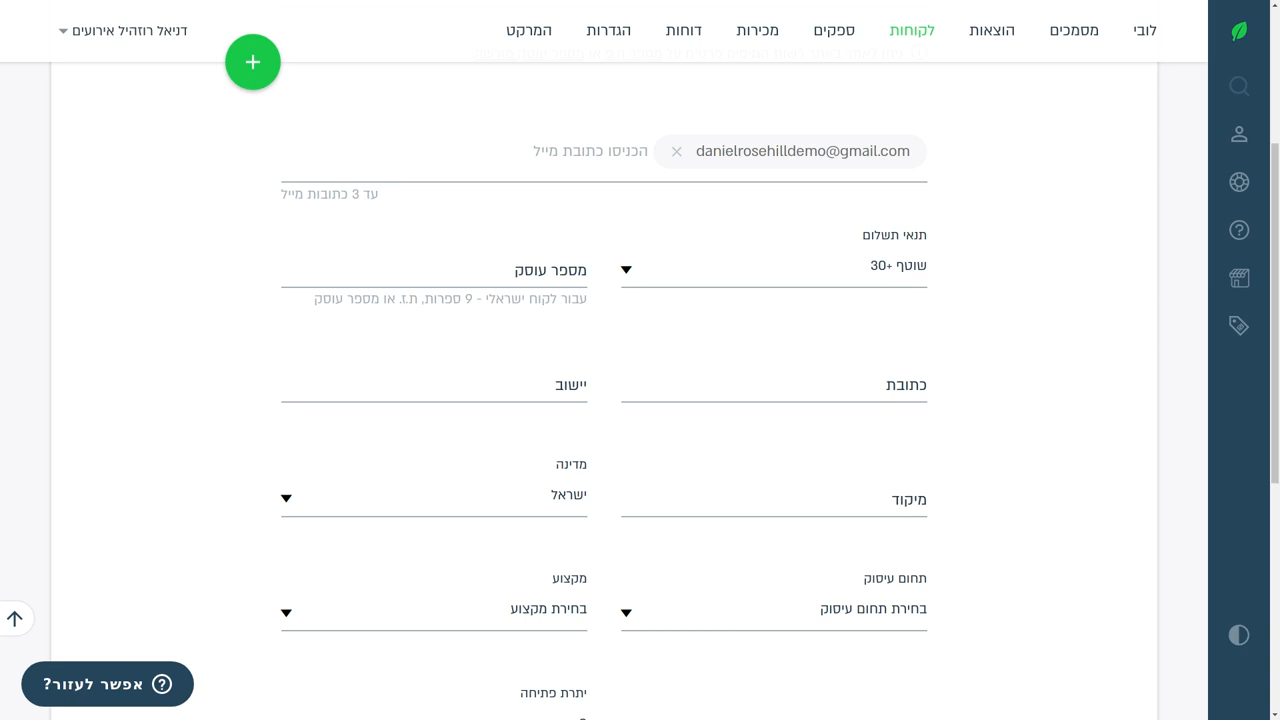 לובי מסמכים הוצאות לקוחות ספקים מכירות דוחות הגדרות המרקט דניאל רוזהיל אירועים
danielrosehilldemo@gmail.com הכניסו כתובת מייל
עד 3 כתובות מייל
תנאי תשלום
שוטף +30
מספר עוסק
עבור לקוח ישראלי - 9 ספרות, ת.ז. או מספר עוסק
כתובת יישוב
מדינה
מיקוד ישראל
תחום עיסוק מקצוע
בחירת תחום עיסוק בחירת מקצוע
יתרת פתיחה
אפשר לעזור?